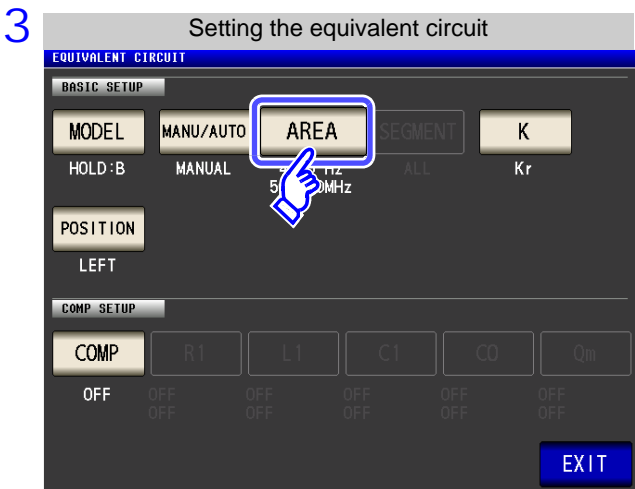 3
Setting the equivalent circuit
EQUIVALENT CIRCUIT
BASIC SETUP
MODEL MANU/AUTO AREA SEGMENT K
HOLD:B MANUAL Hz ALL Kr
POSITION
LEFT
COMP SETUP
COMP R1 L1 C1 C0 Qm
OFF OFF OFF OFF OFF OFF
OFF OFF OFF OFF OFF
EXIT